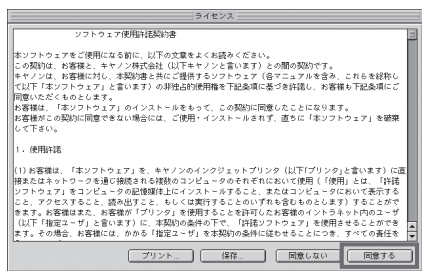 ライセンス
ソフトウェア使用許諾契約書
本ソフトウェアをご使用になる前に、以下の文章をよくお読みください。
この契約は、お客様と、キヤノン株式会社（以下キヤノンと言います）との間の契約です。
キヤノンは、お客様に対し、本契約書と共にご提供するソフトウェア（各マニュアルを含み、これらを総称し
て以下「本ソフトウェア」と言います）の非独占的使用権を下記条項に基づき許諾し、お客様も下記条項にご
同意いただくものとします。
お客様は、「本ソフトウェア」のインストールをもって、この契約に同意したことになります。
お客様がこの契約に同意できない場合には、ご使用・インストールされず、直ちに「本ソフトウェア」を破棄
して下さい。
1．使用許諾
(1)お客様は、「本ソフトウェア」を、キヤノンのインクジェットプリンタ（以下「プリンタ」と言います）に直
接またはネットワークを通じ接続される複数のコンピュータのそれぞれにおいて使用（「使用」とは、「許諾
ソフトウェア」をコンピュータの記憶媒体上にインストールすること、またはコンピュータにおいて表示する
こと、アクセスすること、読み出すこと、もしくは実行することのいずれも含むものとします）することがで
きます。お客様はまた、お客様が「プリンタ」を使用することを許可したお客様のイントラネット内のユーザ
（以下「指定ユーザ」と言います）に、本契約の条件の下で、「許諾ソフトウェア」を使用させることができ
ます。その場合、お客様には、かかる「指定ユーザ」を本契約の条件に従わせることにつき、すべての責任を
プリント... 保存... 同意しない 同意する